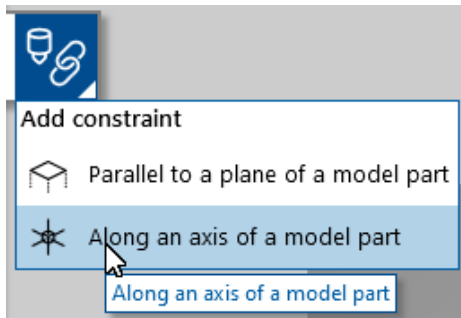 Add constraint
Parallel to a plane of a model part
Along an axis of a model part
Along an axis of a model part